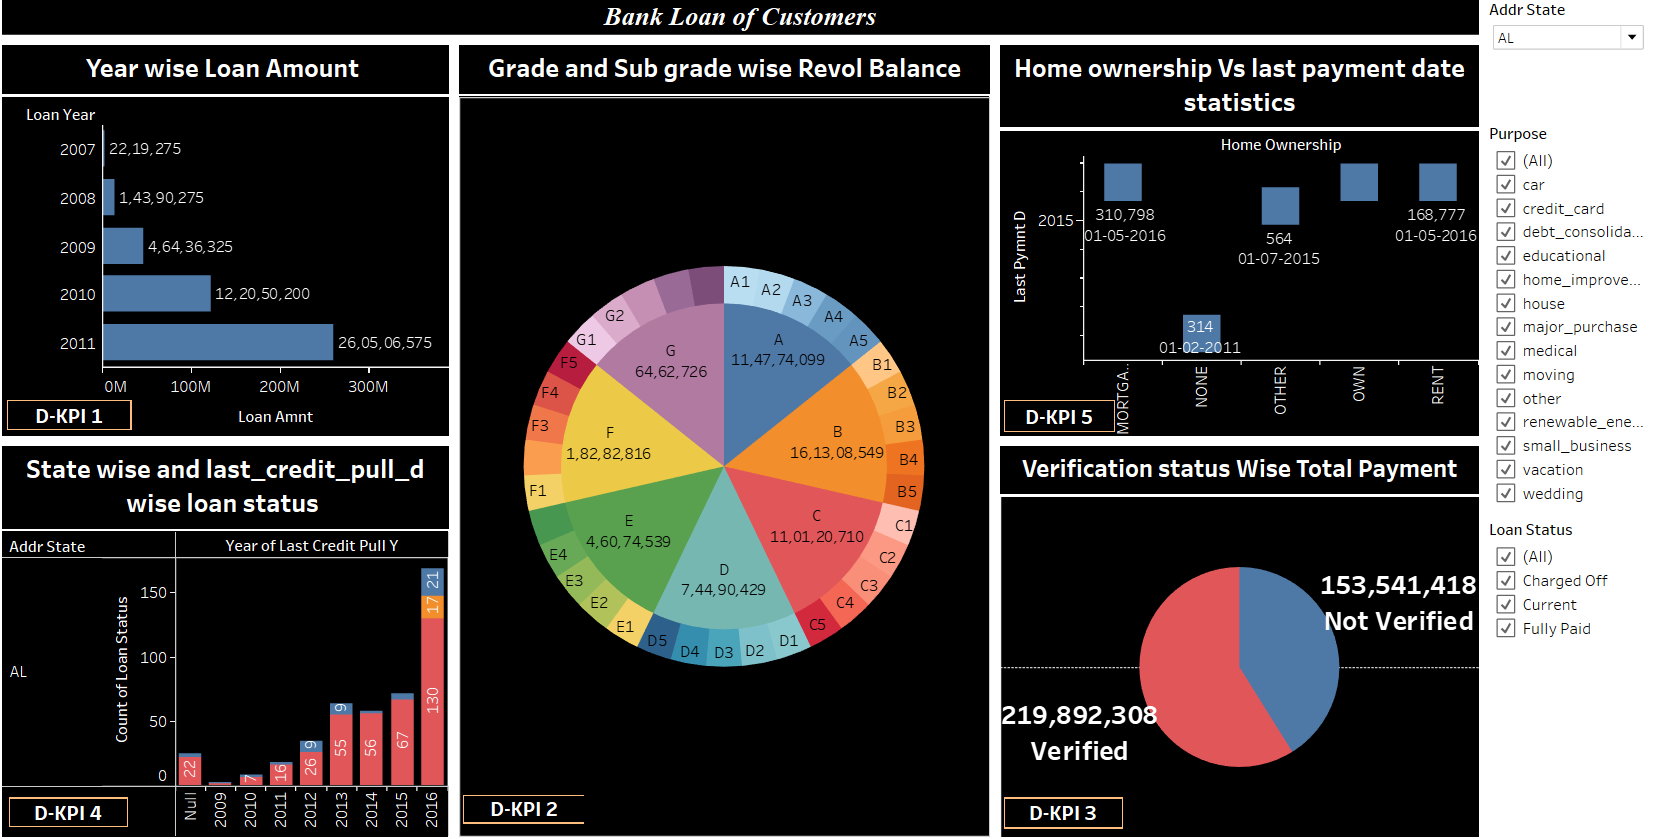 Bank Loan of Customers
Year wise Loan Amount
Loan Year
2007 22,19,275
2008 1,43,90,275
2009 4,64,36,325
2010 12,20,50,200
2011 26,05,06,575
0M 100M 200M 300M
Loan Amnt
D-KPI 1
State wise and last_credit_pull_d
wise loan status
Addr State
Year of Last Credit Pull Y
Count of Loan Status
150
100
50
0
AL
22
7
16
26 9
55 9
56
67
130 17 21
Null 2009 2010 2011 2012 2013 2014 2015 2016
D-KPI 4
Grade and Sub grade wise Revol Balance
A1
A2
A3
A4
A5
B1
B2
B3
B4
B5
C1
C2
C3
C4
C5
D1
D2
D3
D4
D5
E1
E2
E3
E4
F1
F3
F4
F5
G1
G2
A
11,47,74,099
B
16,13,08,549
C
11,01,20,710
D
7,44,90,429
E
4,60,74,539
F
1,82,82,816
G
64,62,726
D-KPI 2
Home ownership Vs last payment date
statistics
Home Ownership
Last Pymnt D
2015
310,798
01-05-2016
314
01-02-2011
564
01-07-2015
168,777
01-05-2016
MORTGA..
NONE
OTHER
OWN
RENT
D-KPI 5
Verification status Wise Total Payment
153,541,418
Not Verified
219,892,308
Verified
D-KPI 3
Addr State
AL
Purpose
(All)
car
credit_card
debt_consolida...
educational
home_improve...
house
major_purchase
medical
moving
other
renewable_ene...
small_business
vacation
wedding
Loan Status
(All)
Charged Off
Current
Fully Paid